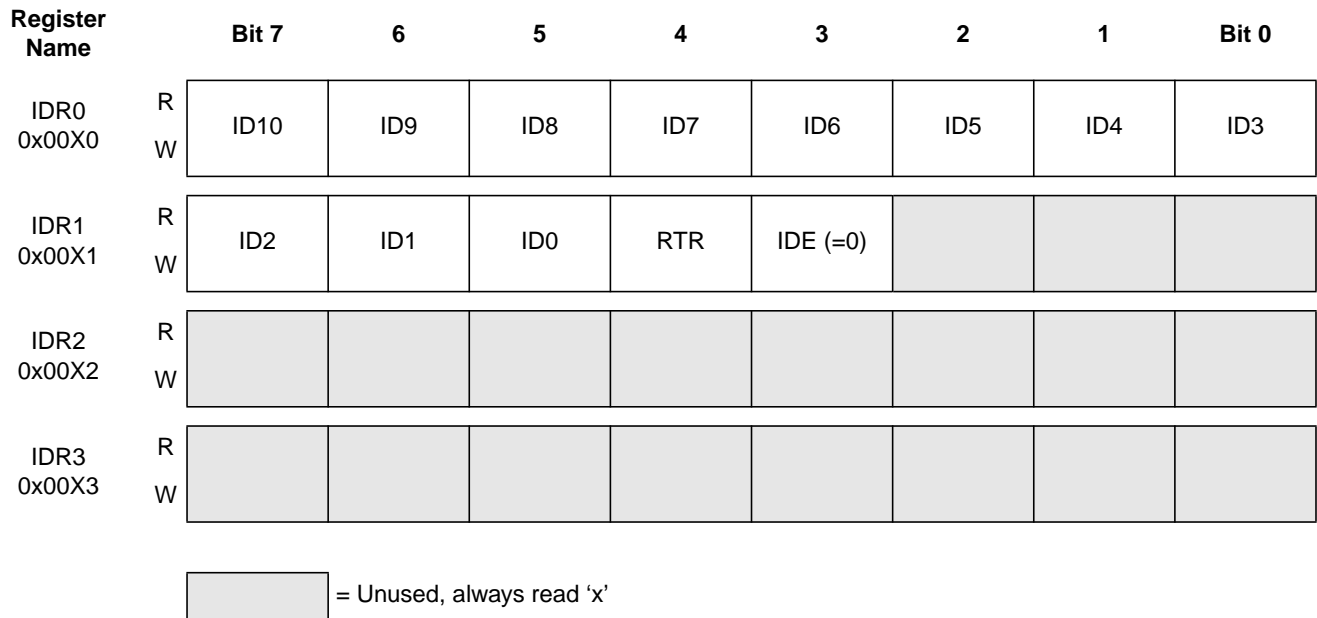 Register Name Bit 7 6 5 4 3 2 1 Bit 0
IDR0 0x00X0 R W ID10 ID9 ID8 ID7 ID6 ID5 ID4 ID3
IDR1 0x00X1 R W ID2 ID1 ID0 RTR IDE (=0)
IDR2 0x00X2 R W
IDR3 0x00X3 R W
= Unused, always read ‘x’